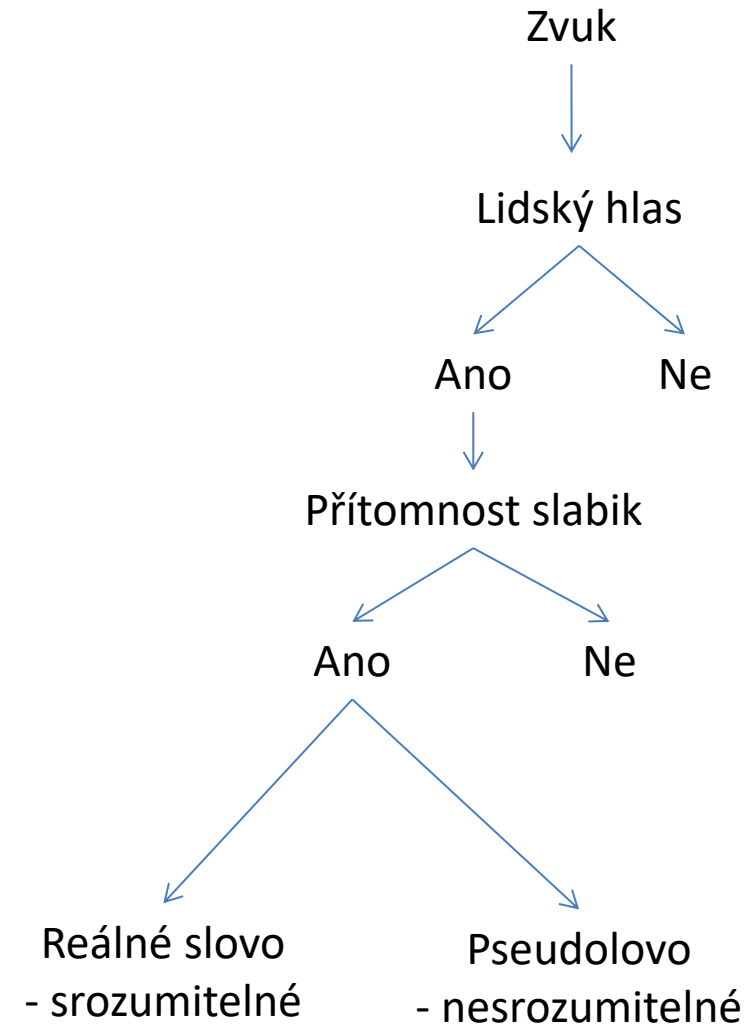 Zvuk
Lidský hlas
Ano
Ne
Přítomnost slabik
Ano
Ne
Reálné slovo
- srozumitelné
Pseudolovo
- nesrozumitelné